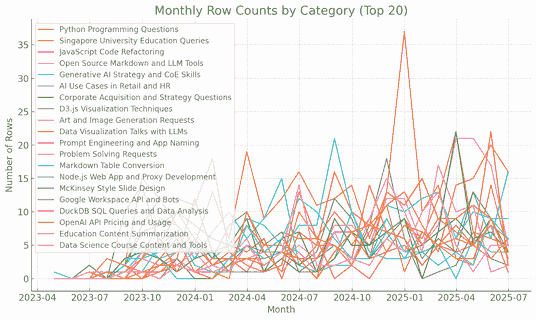 Monthly Row Counts by Category (Top 20)
Number of Rows
35
30
25
20
15
10
5
0
Python Programming Questions
Singapore University Education Queries
JavaScript Code Refactoring
Open Source Markdown and LLM Tools
Generative AI Strategy and CoE Skills
AI Use Cases in Retail and HR
Corporate Acquisition and Strategy Questions
D3.js Visualization Techniques
Art and Image Generation Requests
Data Visualization Talks with LLMs
Prompt Engineering and App Naming
Problem Solving Requests
Markdown Table Conversion
Node.js Web App and Proxy Development
McKinsey Style Slide Design
Google Workspace API and Bots
DuckDB SQL Queries and Data Analysis
OpenAI API Pricing and Usage
Education Content Summarization
Data Science Course Content and Tools
2023-04 2023-07 2023-10 2024-01 2024-04 2024-07 2024-10 2025-01 2025-04 2025-07
Month